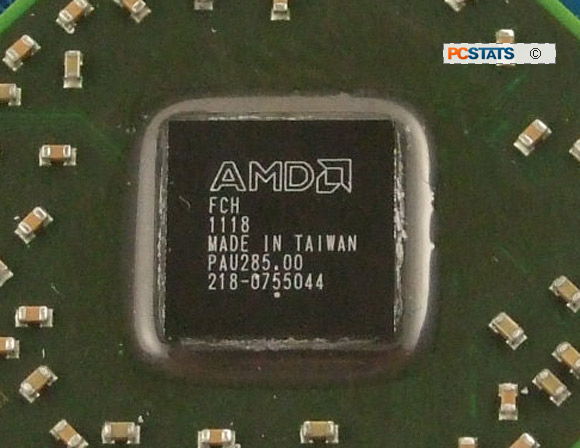 PCSTATS ©
AMD
FCH
1118
MADE IN TAIWAN
PAU285.00
218-0755044